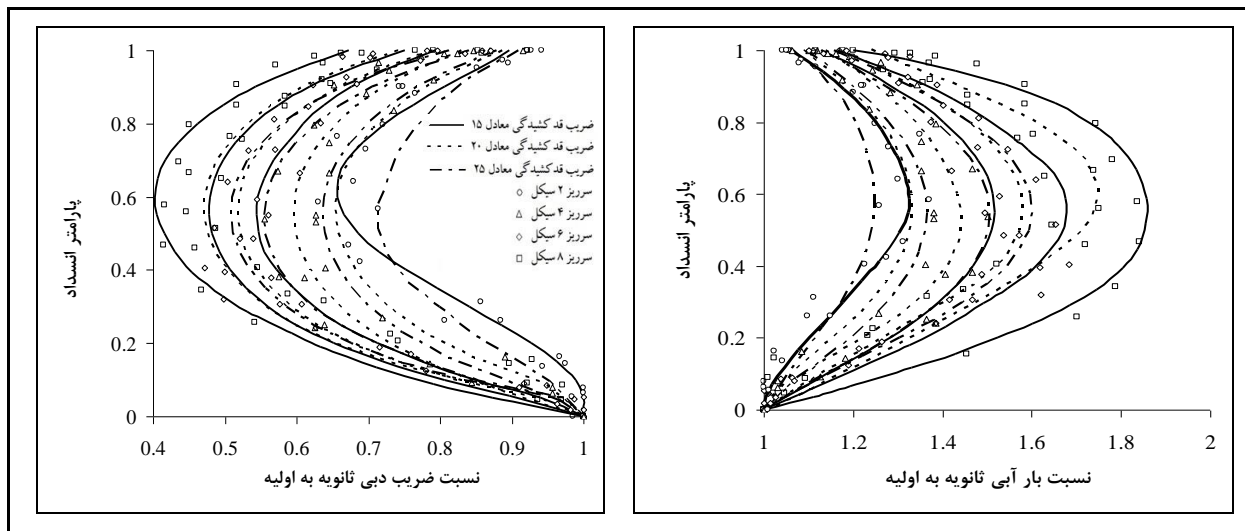 1
0.8
0.6
0.4
0.2
0
پارامتر انسداد
ضریب قد کشیدگی معادل ۱۵
ضریب قد کشیدگی معادل ۲۰
ضریب قدکشیدگی معادل ۲۵
سرریز ۲ سیکل
سرریز ۴ سیکل
سرریز ۶ سیکل
سرریز ۸ سیکل
0.4 0.5 0.6 0.7 0.8 0.9 1
نسبت ضریب دبی ثانویه به اولیه
1
0.8
0.6
0.4
0.2
0
پارامتر انسداد
1 1.2 1.4 1.6 1.8 2
نسبت بار آبی ثانویه به اولیه